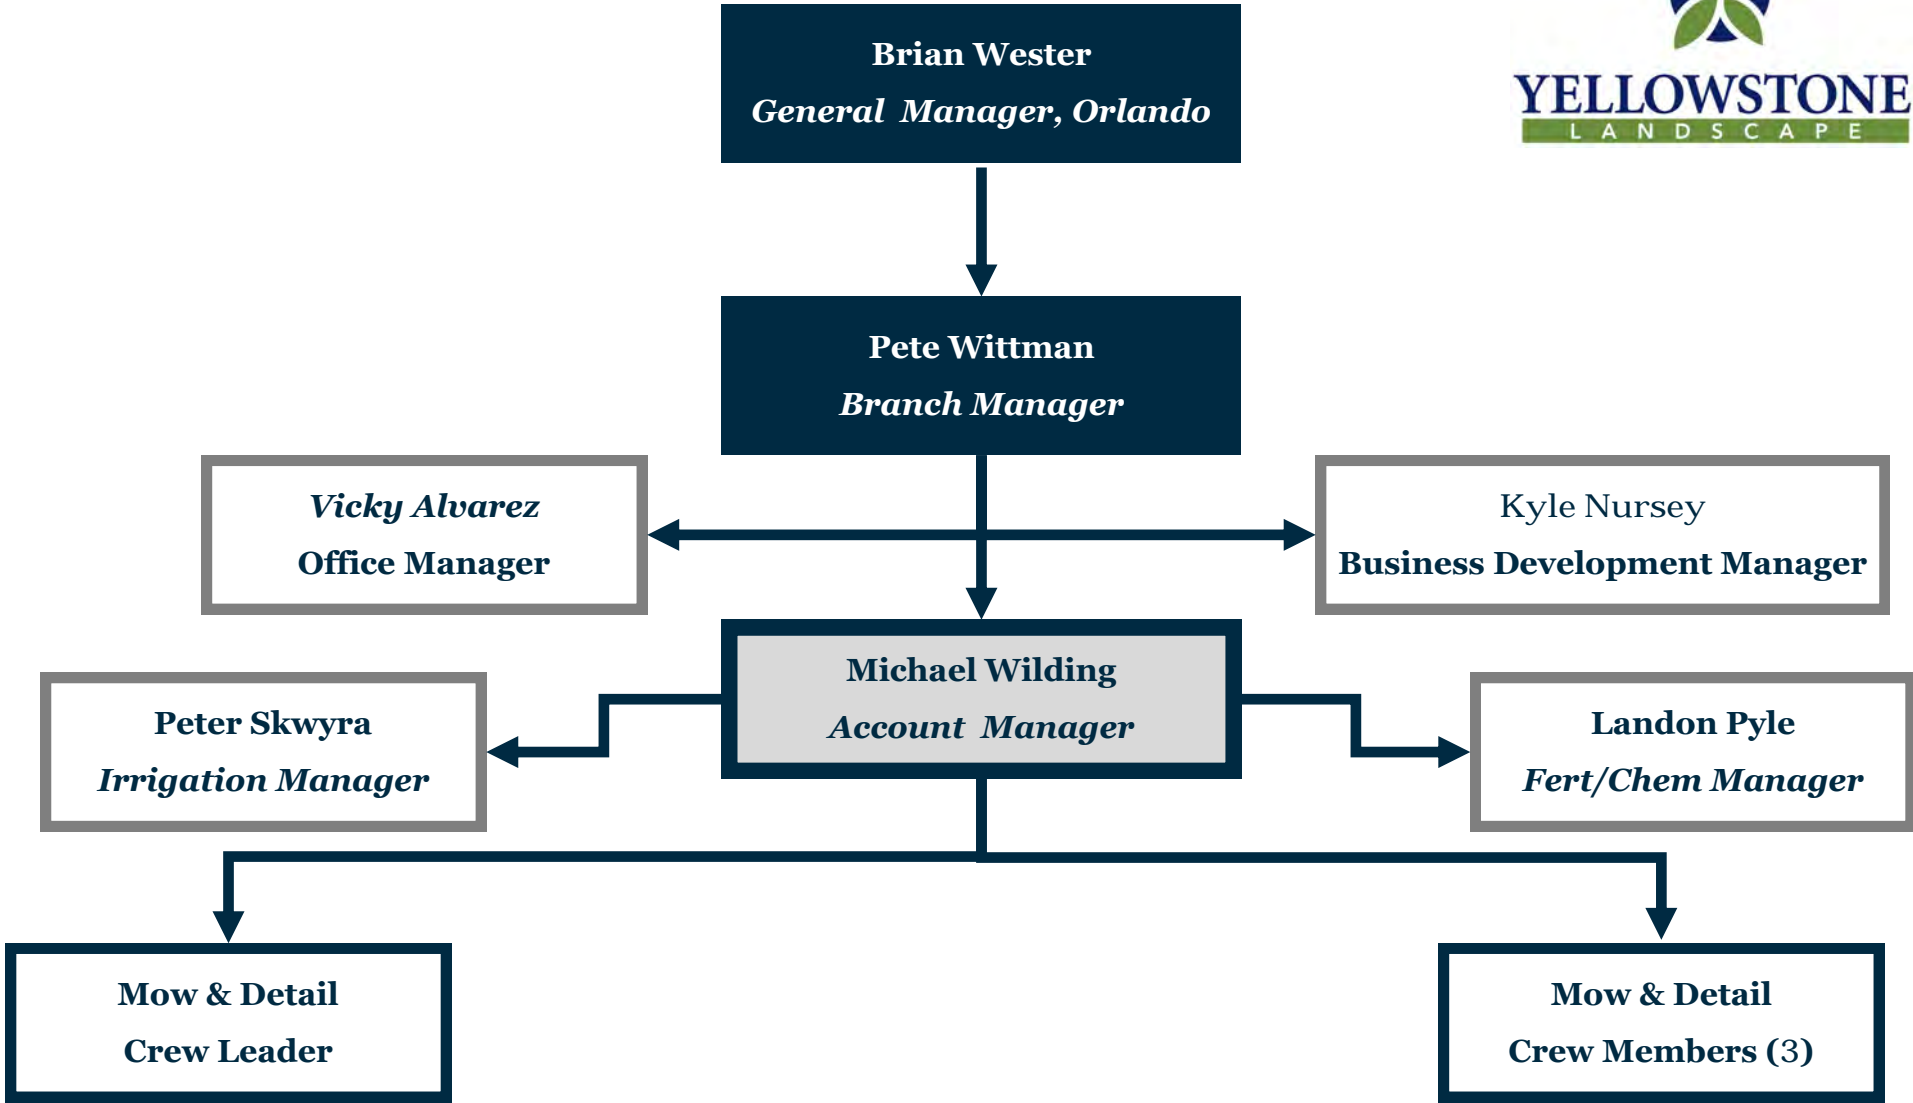 Brian Wester
General Manager, Orlando
YELLOWSTONE
LANDSCAPE
Pete Wittman
Branch Manager
Vicky Alvarez
Office Manager
Kyle Nursey
Business Development Manager
Michael Wilding
Account Manager
Peter Skwyra
Irrigation Manager
Landon Pyle
Fert/Chem Manager
Mow & Detail
Crew Leader
Mow & Detail
Crew Members (3)